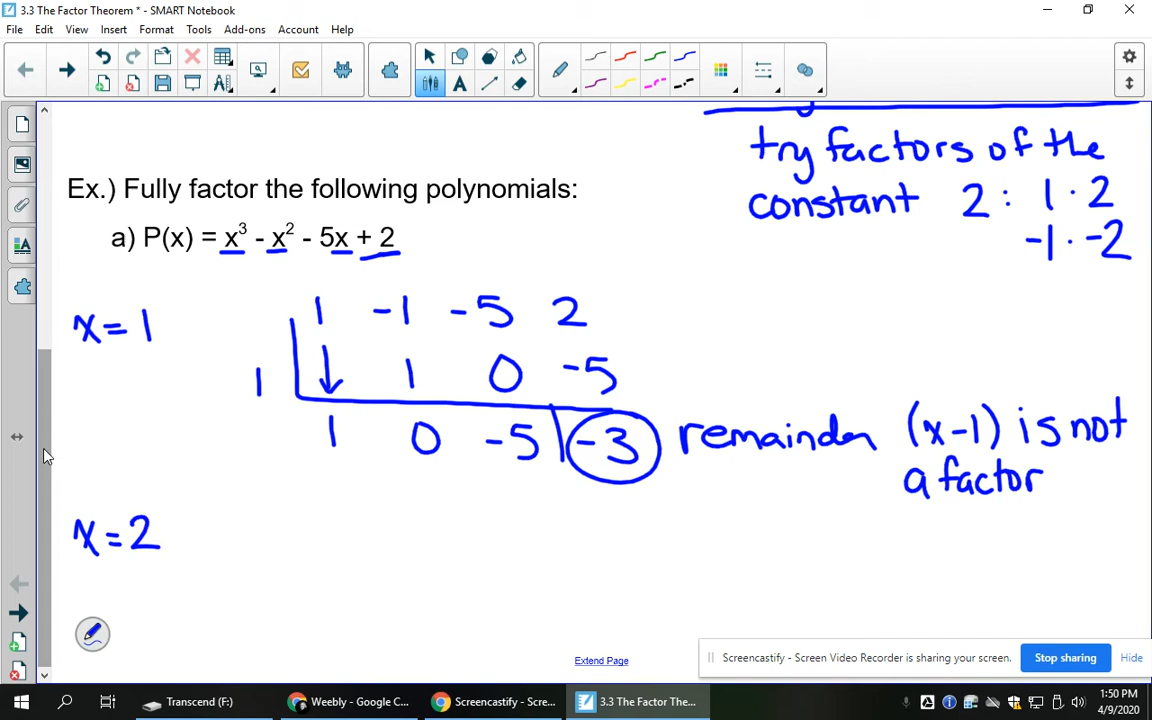 3.3 The Factor Theorem * - SMART Notebook
File Edit View Insert Format Tools Add-ons Account Help
try factors of the
constant 2 : 1 · 2
-1 · -2
Ex.) Fully factor the following polynomials:
a) P(x) = x³ - x² - 5x + 2
x = 1
1 -1 -5 2
1 1 0 -5
1 0 -5 -3 remainder (x-1) is not
a factor
x = 2
Extend Page
Screencastify - Screen Video Recorder is sharing your screen. Stop sharing Hide
Transcend (F:) Weebly - Google C... Screencastify - Scre... 3.3 The Factor The... 1:50 PM
4/9/2020